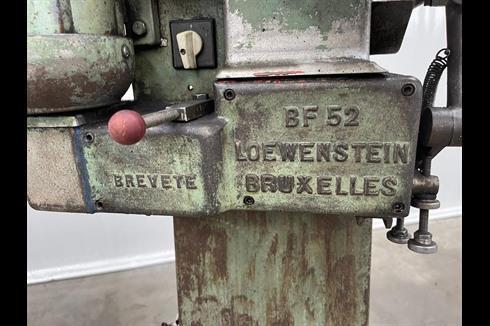 BF 52
LOEWENSTEIN
BREVETE
BRUXELLES